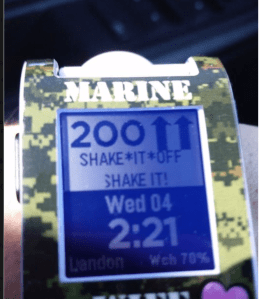 MARINE
200
SHAKE*IT*OFF
SHAKE IT!
Wed 04
2:21
Landon Wch 70%